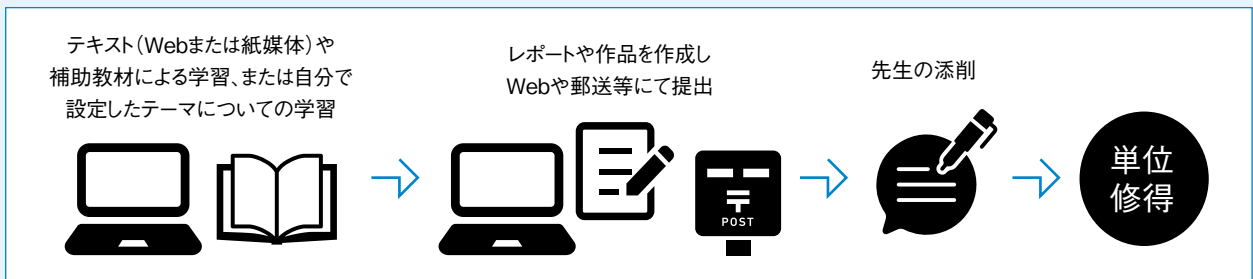 テキスト（Webまたは紙媒体）や
補助教材による学習、または自分で
設定したテーマについての学習
レポートや作品を作成し
Webや郵送等にて提出
POST
先生の添削
単位
修得